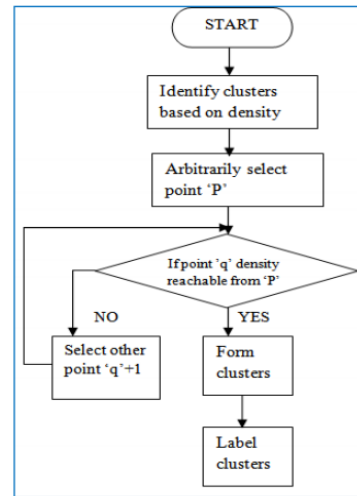 START
Identify clusters
based on density
Arbitrarily select
point ‘P’
If point ’q’ density
reachable from ‘P’
NO
YES
Select other
point ‘q’+1
Form
clusters
Label
clusters